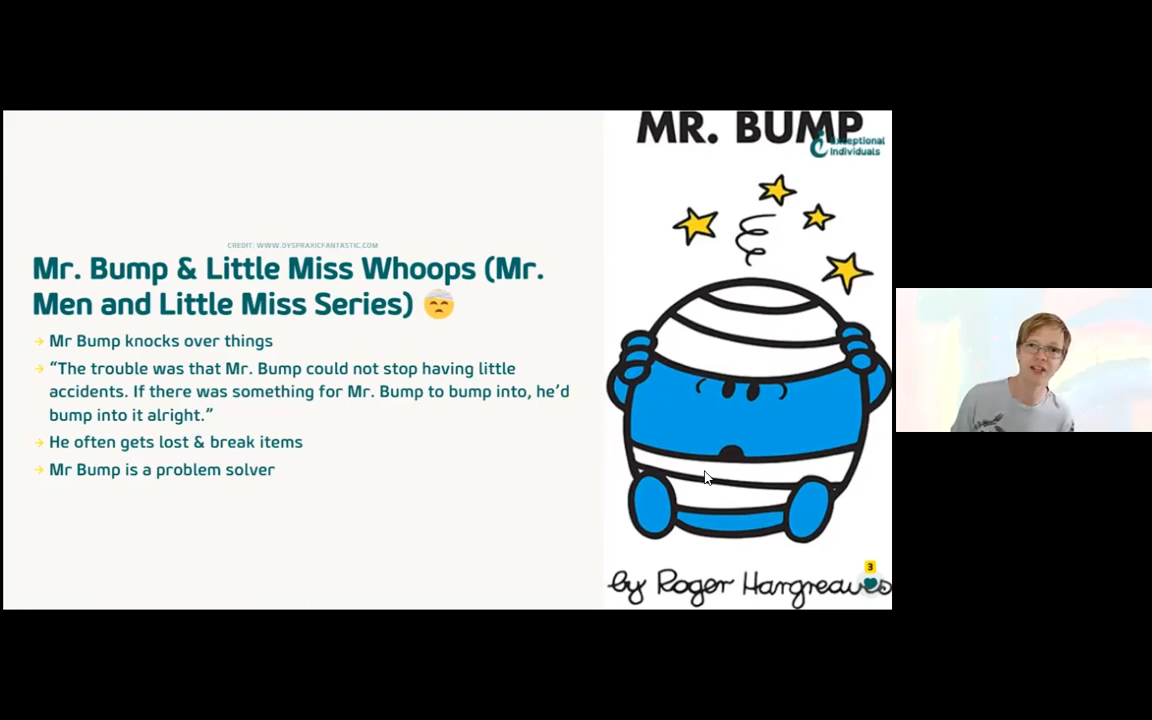 MR. BUMP
Exceptional
Individuals
CREDIT: WWW.DYSPRAXICFANTASTIC.COM
Mr. Bump & Little Miss Whoops (Mr.
Men and Little Miss Series)
→ Mr Bump knocks over things
→ “The trouble was that Mr. Bump could not stop having little
accidents. If there was something for Mr. Bump to bump into, he’d
bump into it alright.”
→ He often gets lost & break items
→ Mr Bump is a problem solver
3
by Roger Hargreaves